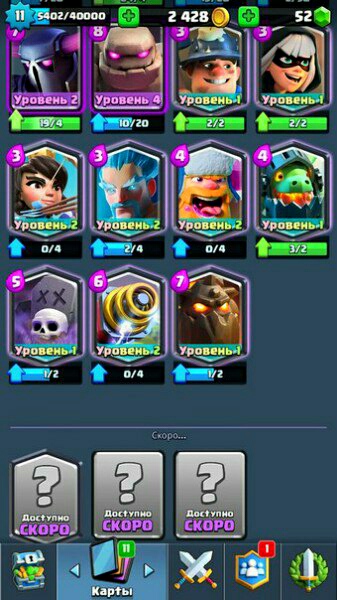 11 5402/40000 + 2 428 + 52
7 8 3 3
Уровень 2 Уровень 4 Уровень 1 Уровень 1
19/4 10/20 2/2 2/2
3 3 4 4
Уровень 2 Уровень 2 Уровень 2 Уровень 1
0/4 2/4 0/4 3/2
5 6 7
Уровень 1 Уровень 2 Уровень 1
1/2 0/4 1/2
Скоро...
? ? ?
Доступно Доступно Доступно
СКОРО СКОРО СКОРО
11 1
Карты